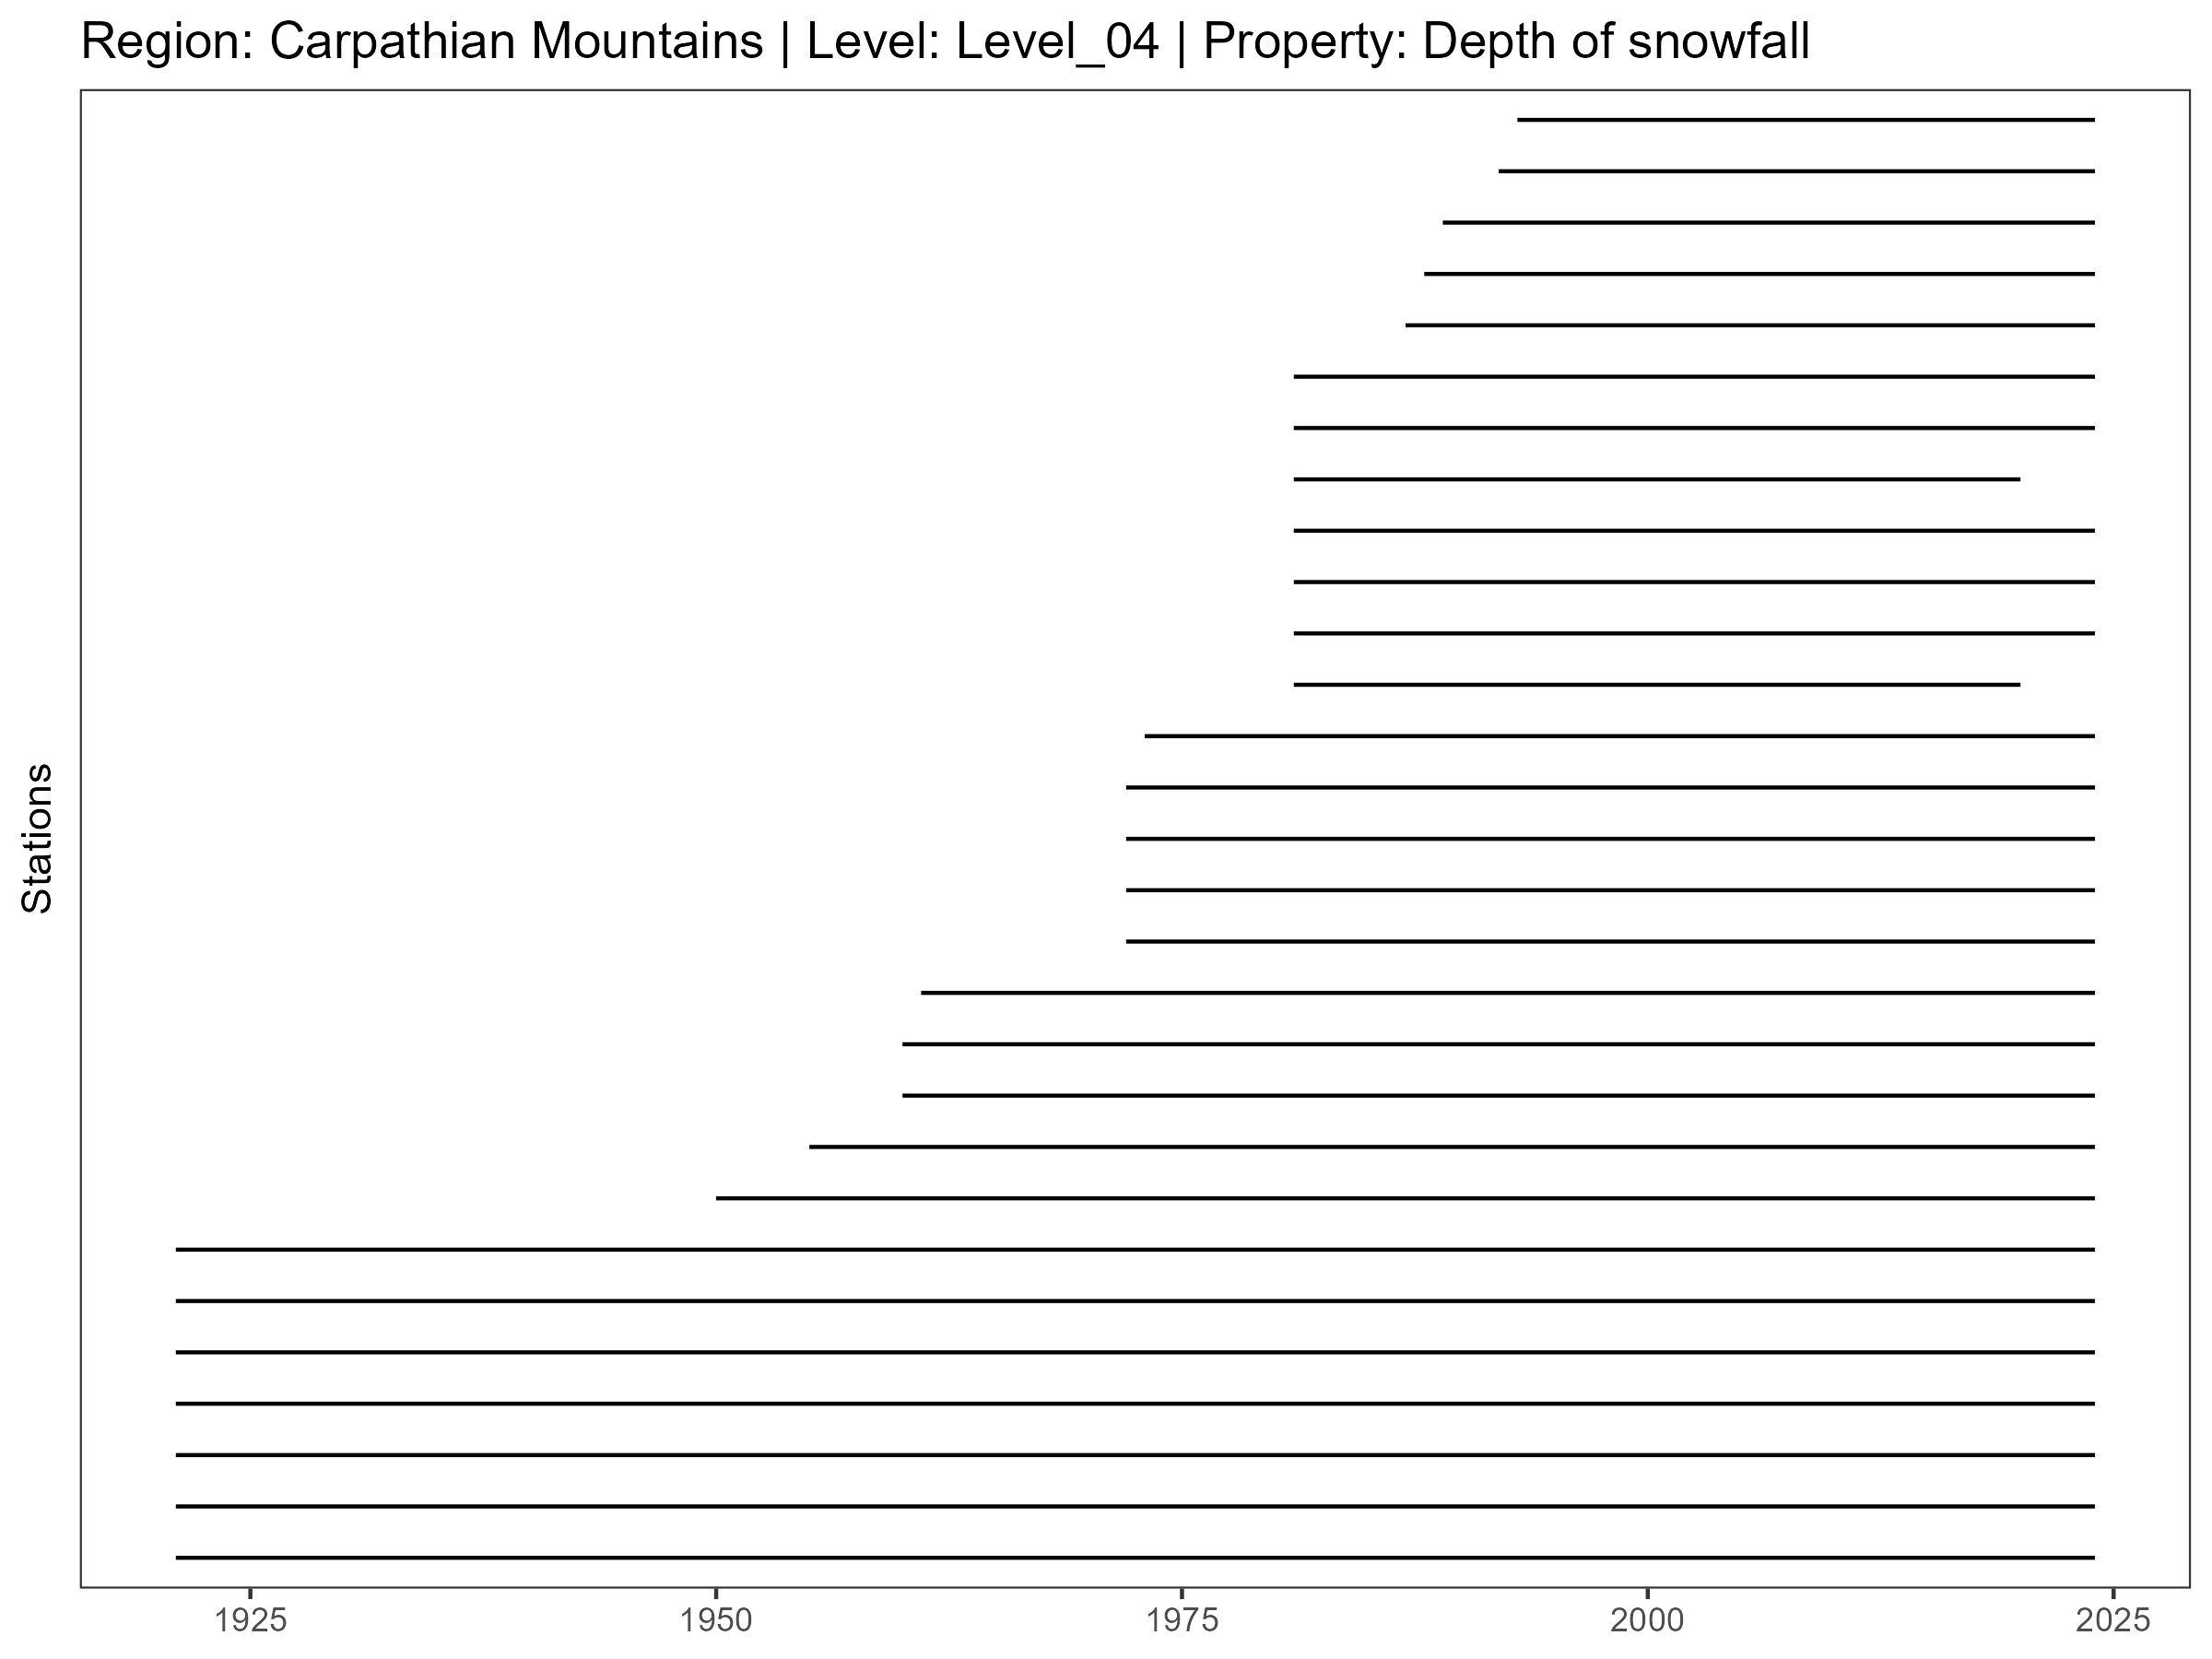 Region: Carpathian Mountains | Level: Level_04 | Property: Depth of snowfall
Stations
1925 1950 1975 2000 2025